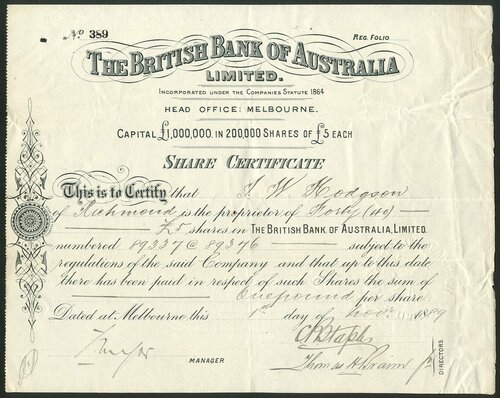 No. 389
REG. FOLIO
THE BRITISH BANK OF AUSTRALIA
LIMITED.
INCORPORATED UNDER THE COMPANIES STATUTE 1864
HEAD OFFICE: MELBOURNE.
CAPITAL £1,000,000, IN 200,000 SHARES OF £5 EACH
SHARE CERTIFICATE
This is to Certify that J. W. Hodgson
of Richmond is the proprietor of Forty (40)
£5 shares in THE BRITISH BANK OF AUSTRALIA, LIMITED.
numbered 89337 @ 89376 subject to the
regulations of the said Company and that up to this date
there has been paid in respect of such Shares the sum of
One pound per share
Dated at Melbourne this 1st day of Nov. 1889
MANAGER
DIRECTORS